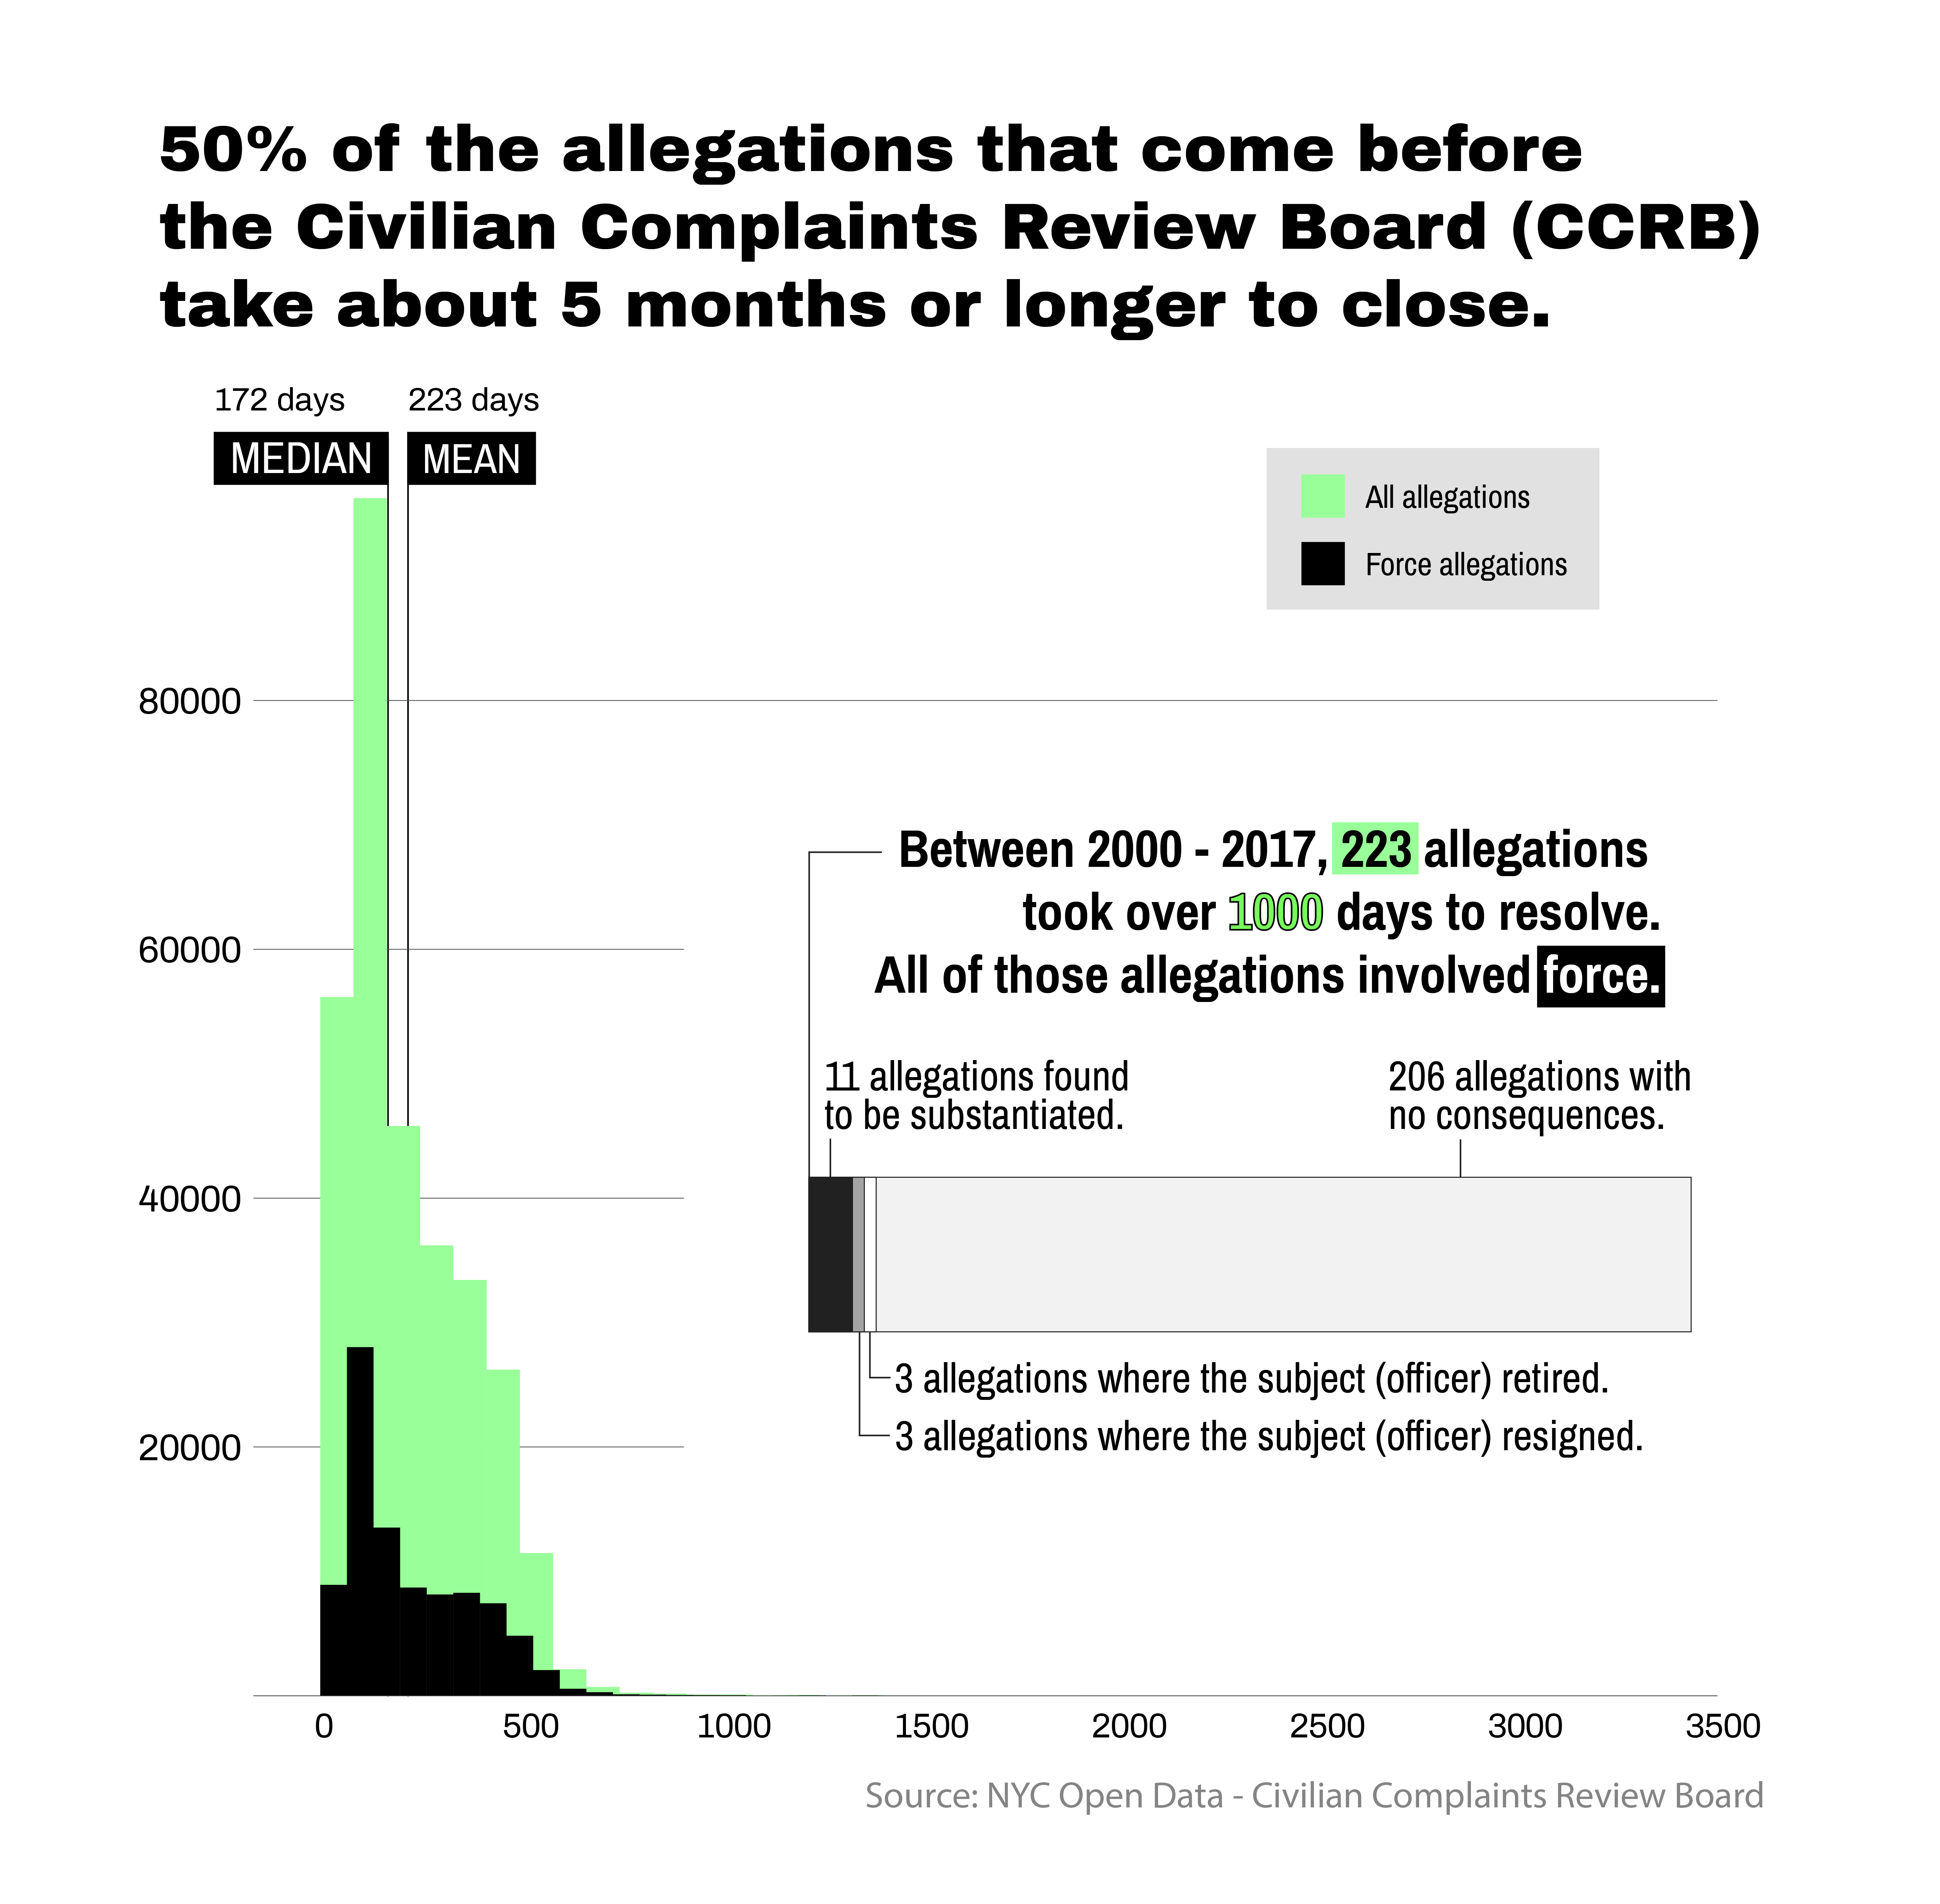 50% of the allegations that come before
the Civilian Complaints Review Board (CCRB)
take about 5 months or longer to close.
172 days
223 days
MEDIAN
MEAN
All allegations
Force allegations
80000
60000
40000
20000
Between 2000 - 2017, 223 allegations
took over 1000 days to resolve.
All of those allegations involved force.
11 allegations found
to be substantiated.
206 allegations with
no consequences.
3 allegations where the subject (officer) retired.
3 allegations where the subject (officer) resigned.
0 500 1000 1500 2000 2500 3000 3500
Source: NYC Open Data - Civilian Complaints Review Board